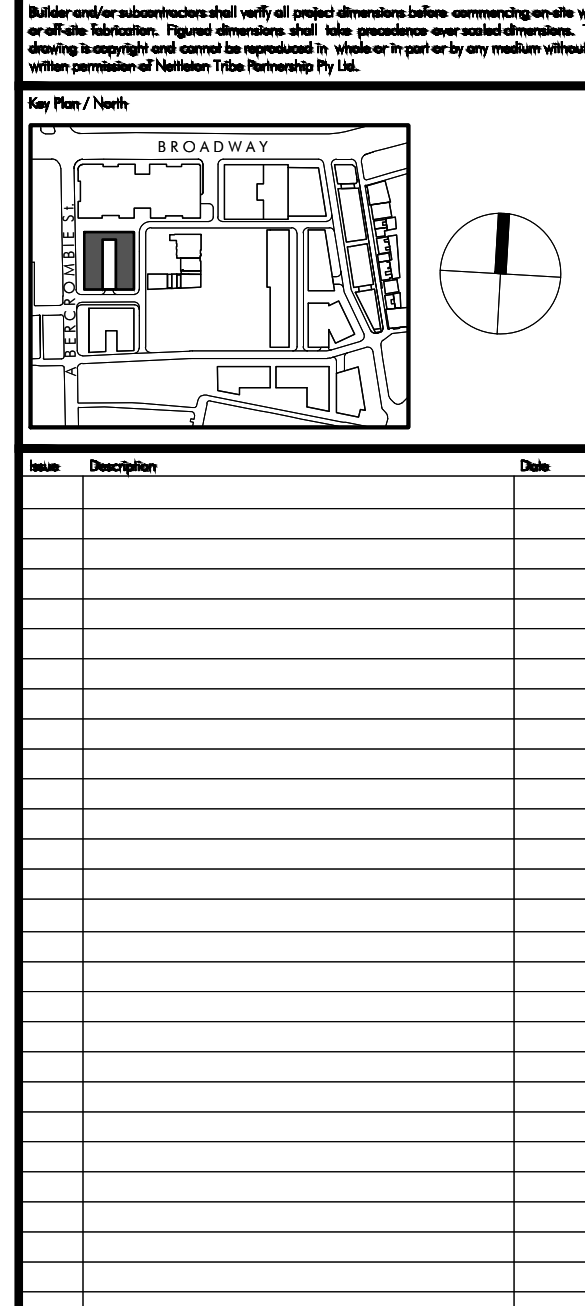 Builder and/or subcontractors shall verify all project dimensions before commencing on-site
or off-site fabrication. Figured dimensions shall take precedence over scaled dimensions.
drawing is copyright and cannot be reproduced in whole or in part or by any medium without
written permission of Nettleton Tribe Partnership Pty Ltd.
Key Plan / North
BROADWAY
ABERCROMBIE St.
Issue Description Date